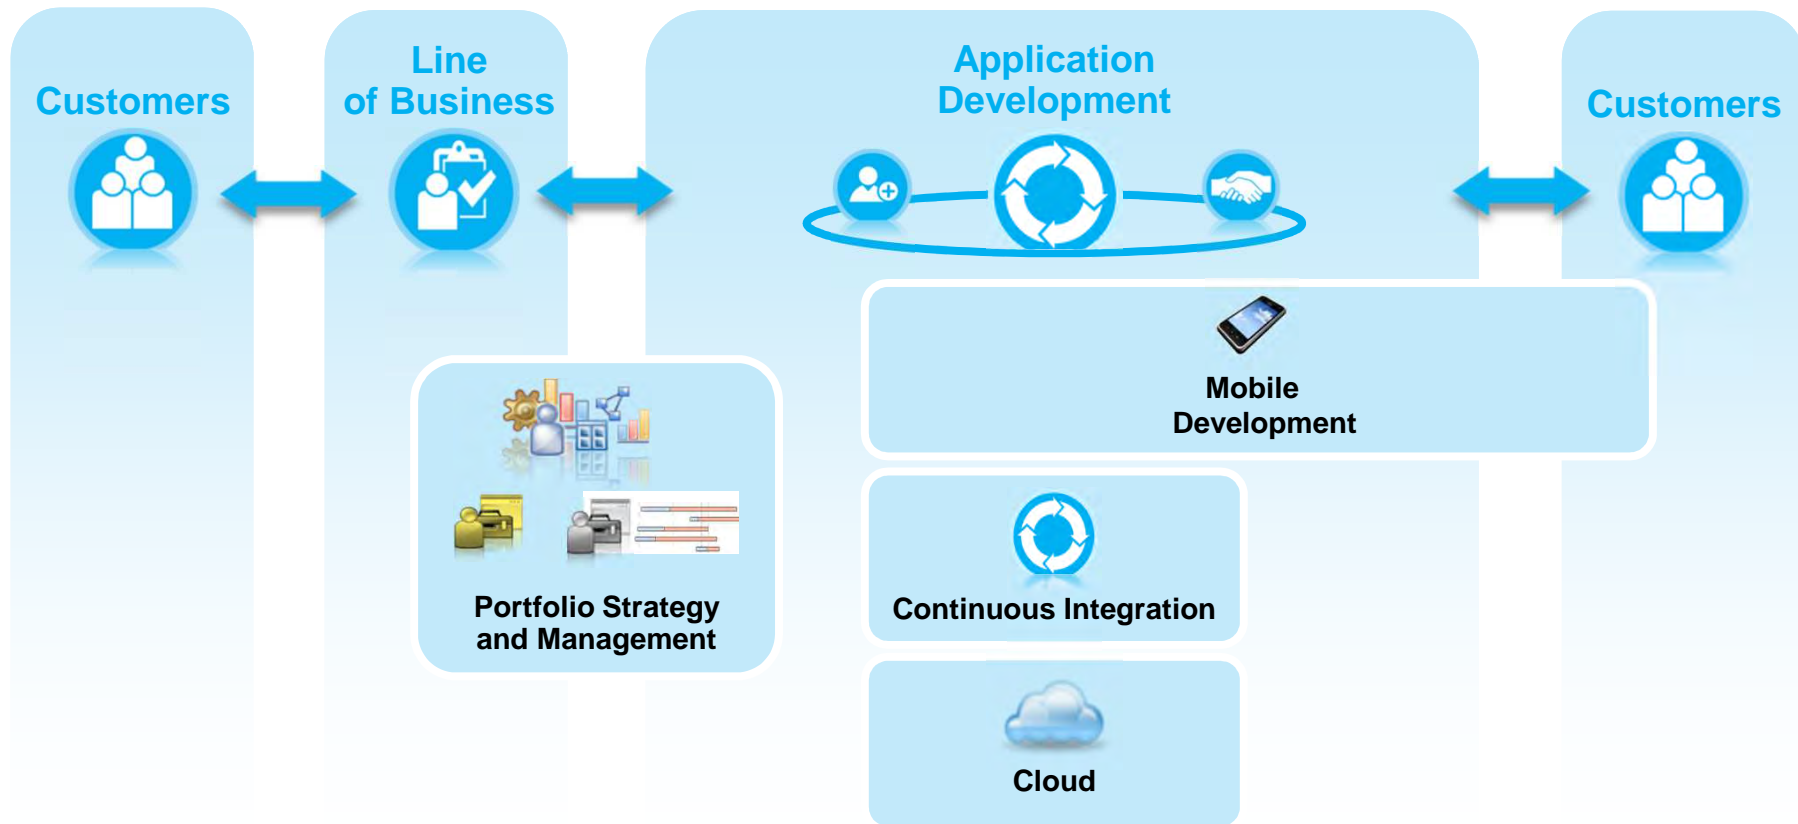 Customers
Line
of Business
Application
Development
Customers
Mobile
Development
Portfolio Strategy
and Management
Continuous Integration
Cloud